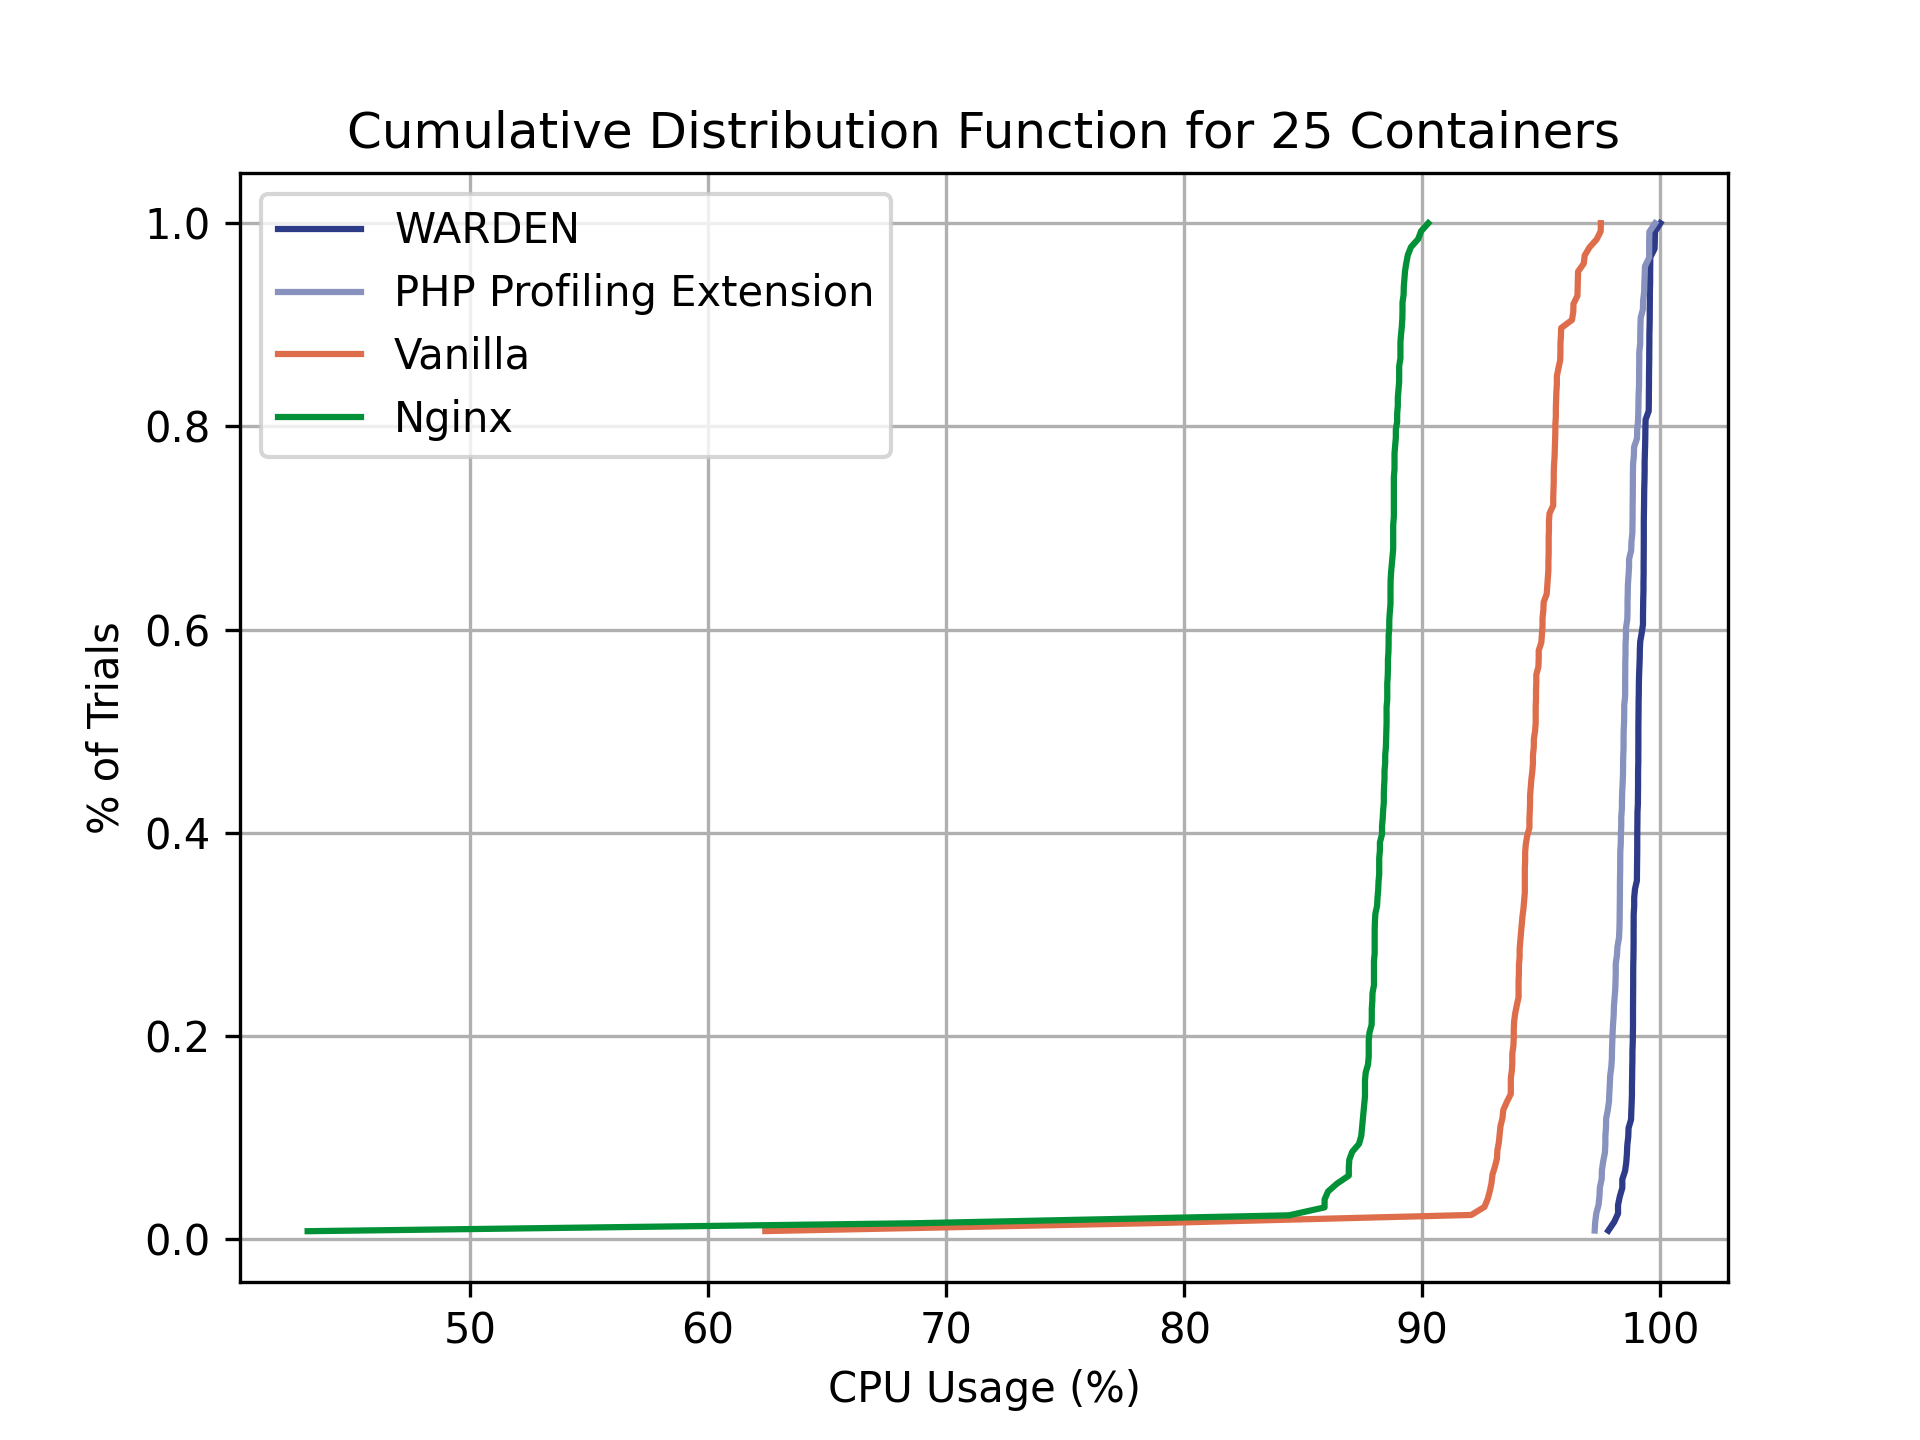 Cumulative Distribution Function for 25 Containers
WARDEN
PHP Profiling Extension
Vanilla
Nginx
1.0
0.8
0.6
0.4
0.2
0.0
% of Trials
50 60 70 80 90 100
CPU Usage (%)